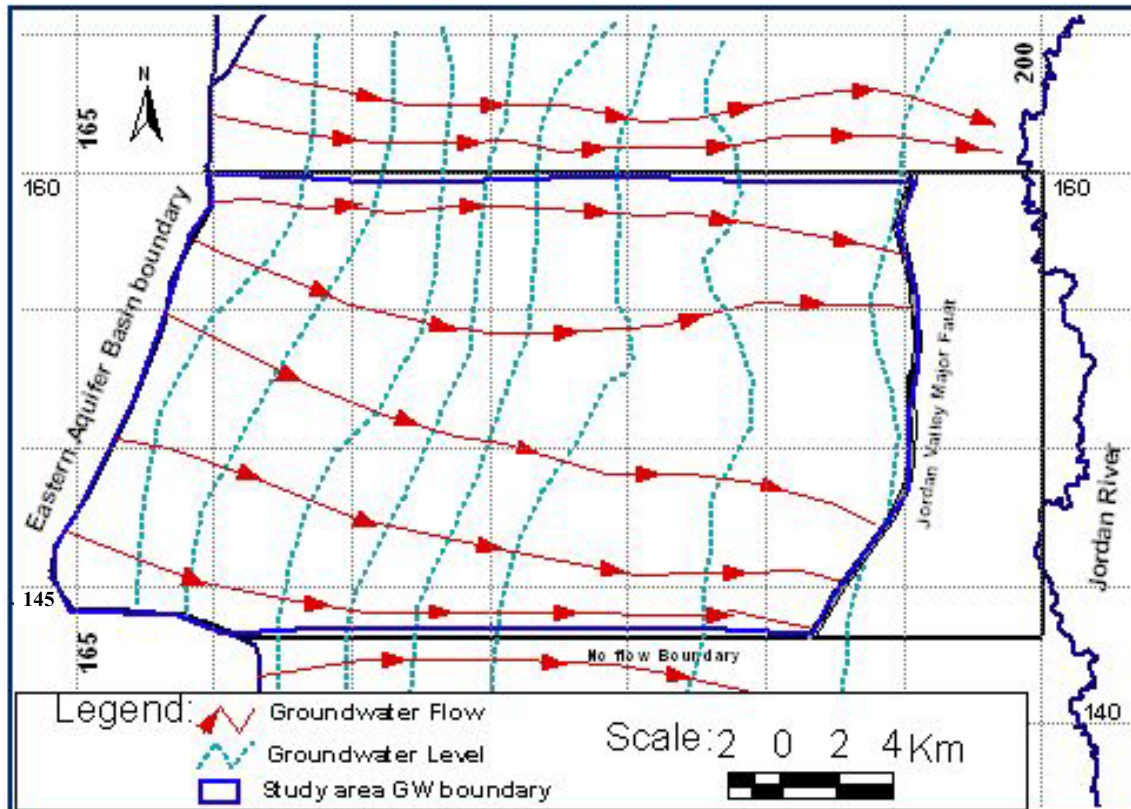 N
165
200
160
160
Eastern Aquifer Basin boundary
Jordan Valley Major Fault
Jordan River
. 145
165
No flow Boundary
140
Legend:
Groundwater Flow
Groundwater Level
Study area GW boundary
Scale: 2 0 2 4 Km